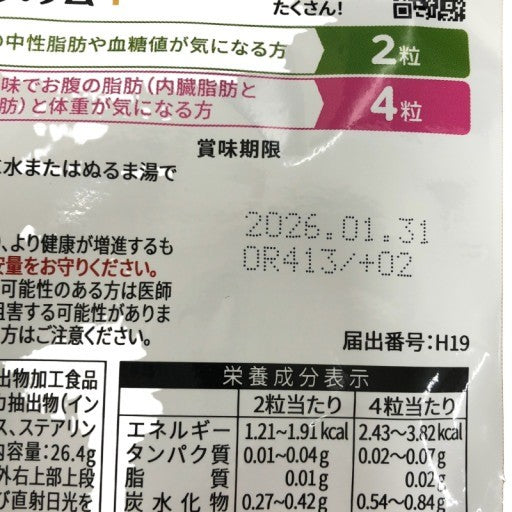 たくさん!
の中性脂肪や血糖値が気になる方
2粒
味でお腹の脂肪(内臓脂肪と
脂肪)と体重が気になる方
4粒
賞味期限
水またはぬるま湯で
2026.01.31
OR413/+02
、より健康が増進するも
安量をお守りください。
可能性のある方は医師
阻害する可能性がありま
方はご注意ください。
届出番号:H19
出物加工食品
カ抽出物(イン
ス、ステアリン
内容量:26.4g
外右上部上段
び直射日光を
栄養成分表示
2粒当たり 4粒当たり
エネルギー 1.21~1.91kcal 2.43~3.82kcal
タンパク質 0.01~0.04g 0.02~0.07g
脂質 0.01g 0.02g
炭水化物 0.27~0.42g 0.54~0.84g